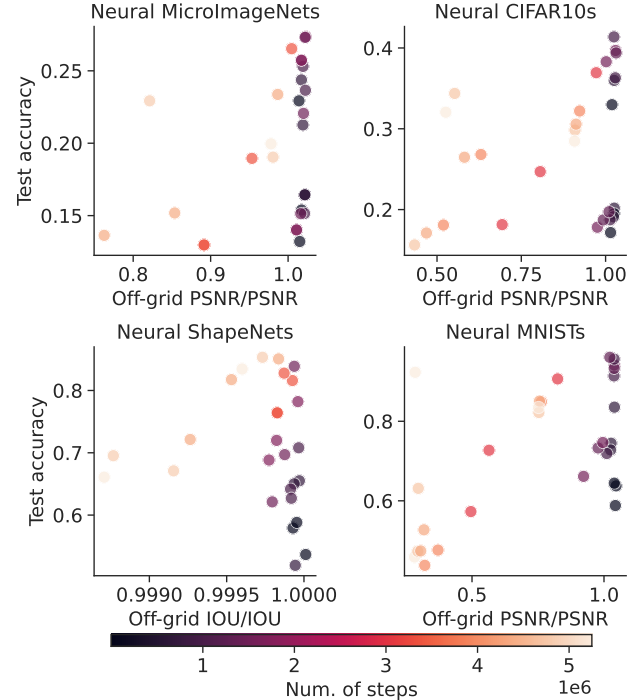 Neural MicroImageNets
Neural CIFAR10s
Test accuracy
0.25
0.20
0.15
0.8
0.9
1.0
Off-grid PSNR/PSNR
0.4
0.3
0.2
0.50
0.75
1.00
Off-grid PSNR/PSNR
Neural ShapeNets
Neural MNISTs
Test accuracy
0.8
0.7
0.6
0.9990
0.9995
1.0000
Off-grid IOU/IOU
0.8
0.6
0.5
1.0
Off-grid PSNR/PSNR
1
2
3
4
5
1e6
Num. of steps